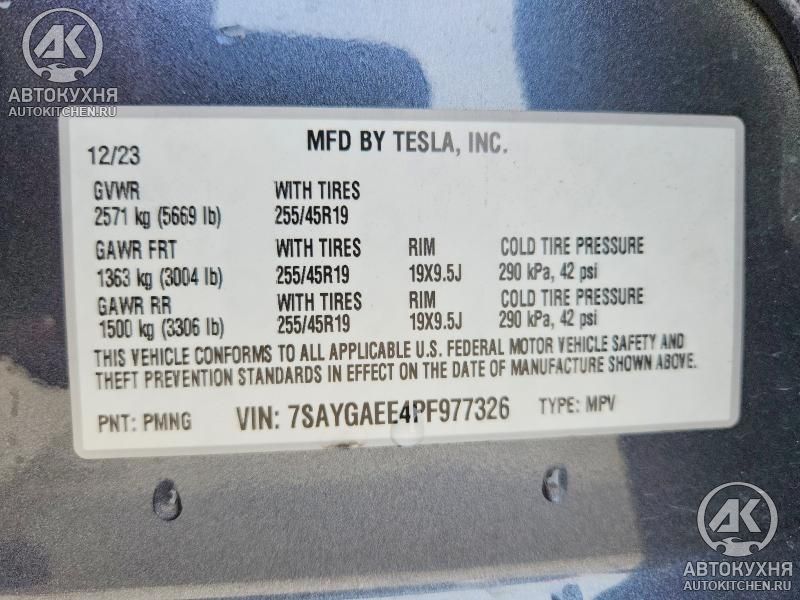 AK
АВТОКУХНЯ
AUTOKITCHEN.RU
12/23 MFD BY TESLA, INC.
GVWR WITH TIRES
2571 kg (5669 lb) 255/45R19
GAWR FRT WITH TIRES RIM COLD TIRE PRESSURE
1363 kg (3004 lb) 255/45R19 19X9.5J 290 kPa, 42 psi
GAWR RR WITH TIRES RIM COLD TIRE PRESSURE
1500 kg (3306 lb) 255/45R19 19X9.5J 290 kPa, 42 psi
THIS VEHICLE CONFORMS TO ALL APPLICABLE U.S. FEDERAL MOTOR VEHICLE SAFETY AND
THEFT PREVENTION STANDARDS IN EFFECT ON THE DATE OF MANUFACTURE SHOWN ABOVE.
PNT: PMNG VIN: 7SAYGAEE4PF977326 TYPE: MPV
AK
АВТОКУХНЯ
AUTOKITCHEN.RU